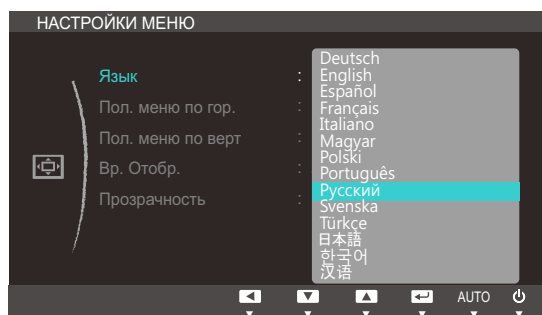 НАСТРОЙКИ МЕНЮ
Язык :
Deutsch
English
Español
Français
Italiano
Magyar
Polski
Português
Русский
Svenska
Türkçe
日本語
한국어
汉语
Пол. меню по гор. :
Пол. меню по верт :
Вр. Отобр. :
Прозрачность :
AUTO